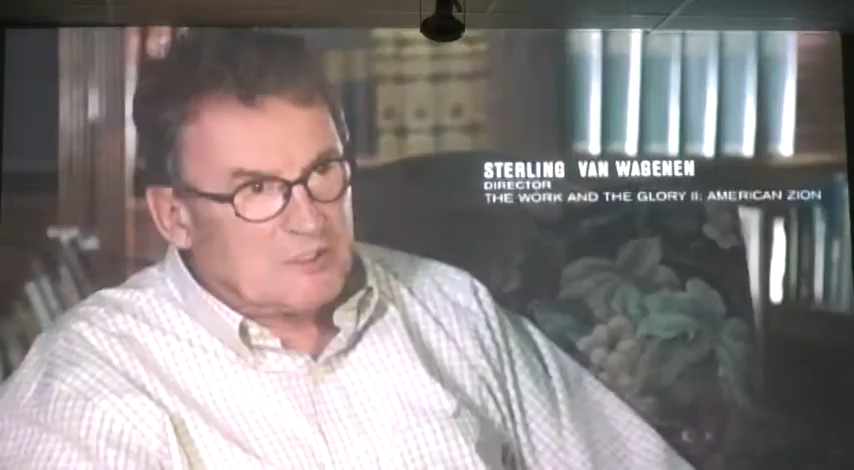 STERLING VAN WAGENEN
DIRECTOR
THE WORK AND THE GLORY II: AMERICAN ZION